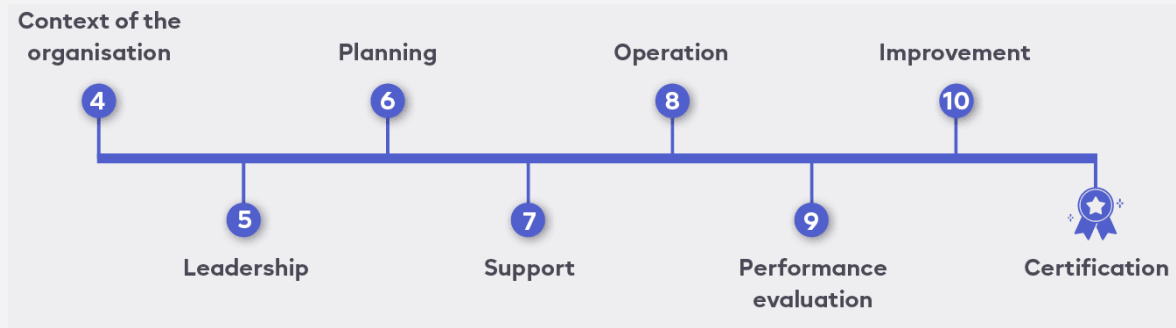 Context of the
organisation
4
Leadership
5
Planning
6
Support
7
Operation
8
Performance
evaluation
9
Improvement
10
Certification